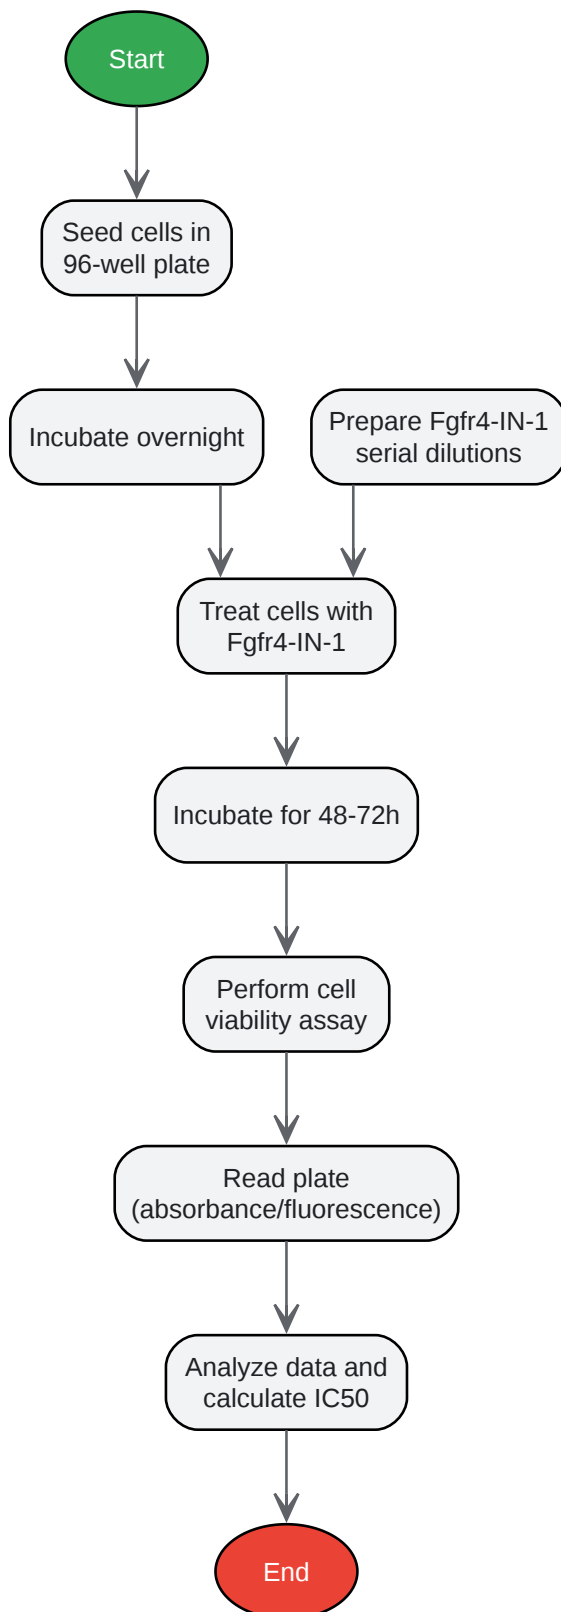 Start
Seed cells in
96-well plate
Incubate overnight
Prepare Fgfr4-IN-1
serial dilutions
Treat cells with
Fgfr4-IN-1
Incubate for 48-72h
Perform cell
viability assay
Read plate
(absorbance/fluorescence)
Analyze data and
calculate IC50
End